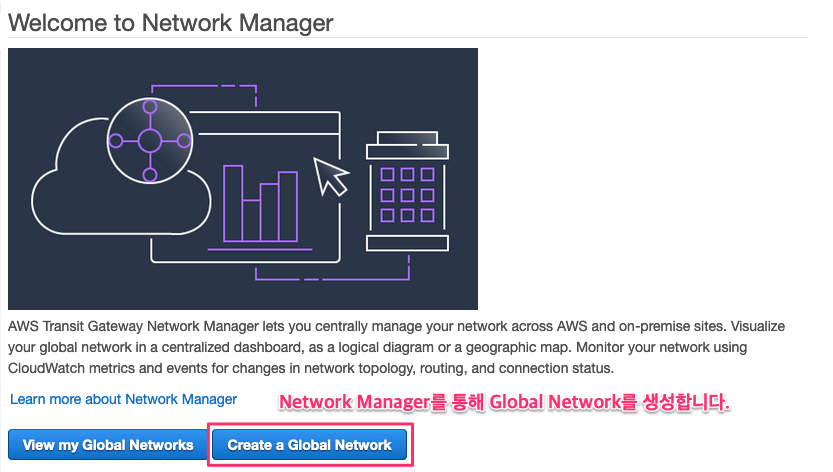 Welcome to Network Manager
AWS Transit Gateway Network Manager lets you centrally manage your network across AWS and on-premise sites. Visualize
your global network in a centralized dashboard, as a logical diagram or a geographic map. Monitor your network using
CloudWatch metrics and events for changes in network topology, routing, and connection status.
Learn more about Network Manager
Network Manager를 통해 Global Network를 생성합니다.
View my Global Networks
Create a Global Network